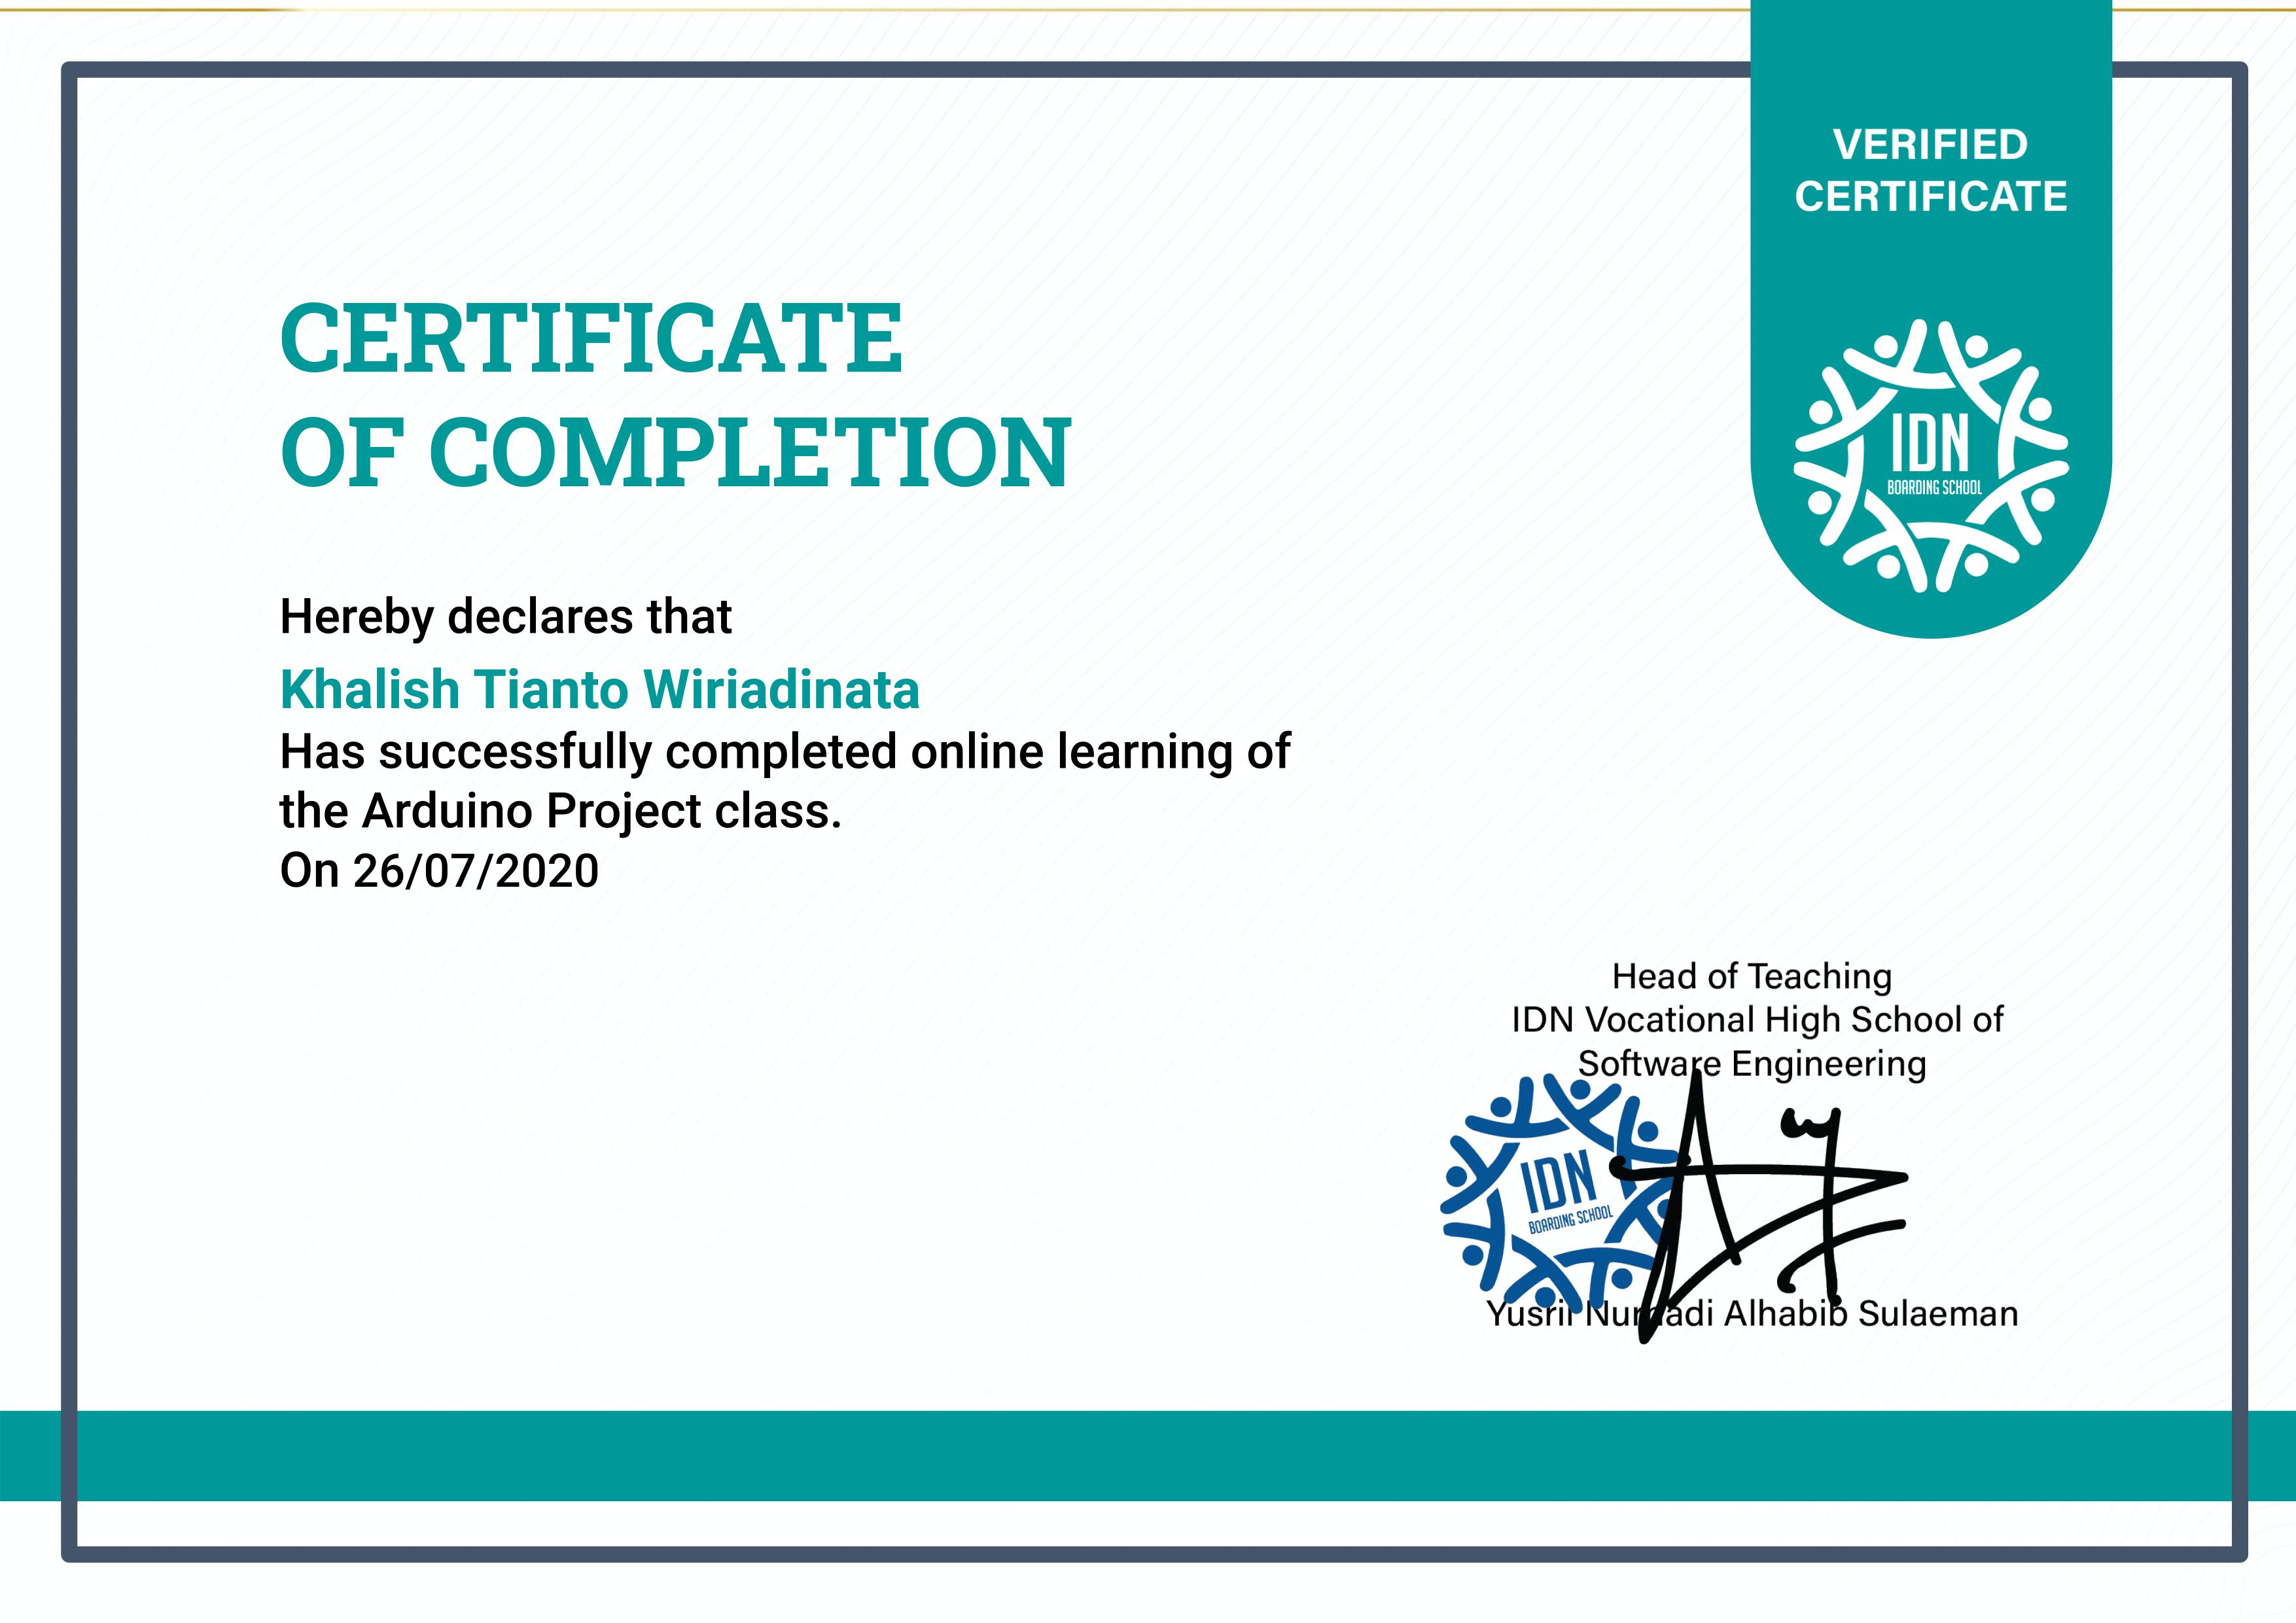 VERIFIED
CERTIFICATE
IDN
BOARDING SCHOOL
CERTIFICATE
OF COMPLETION
Hereby declares that
Khalish Tianto Wiriadinata
Has successfully completed online learning of
the Arduino Project class.
On 26/07/2020
Head of Teaching
IDN Vocational High School of
Software Engineering
IDN
BOARDING SCHOOL
Yusril Alhabib Sulaeman